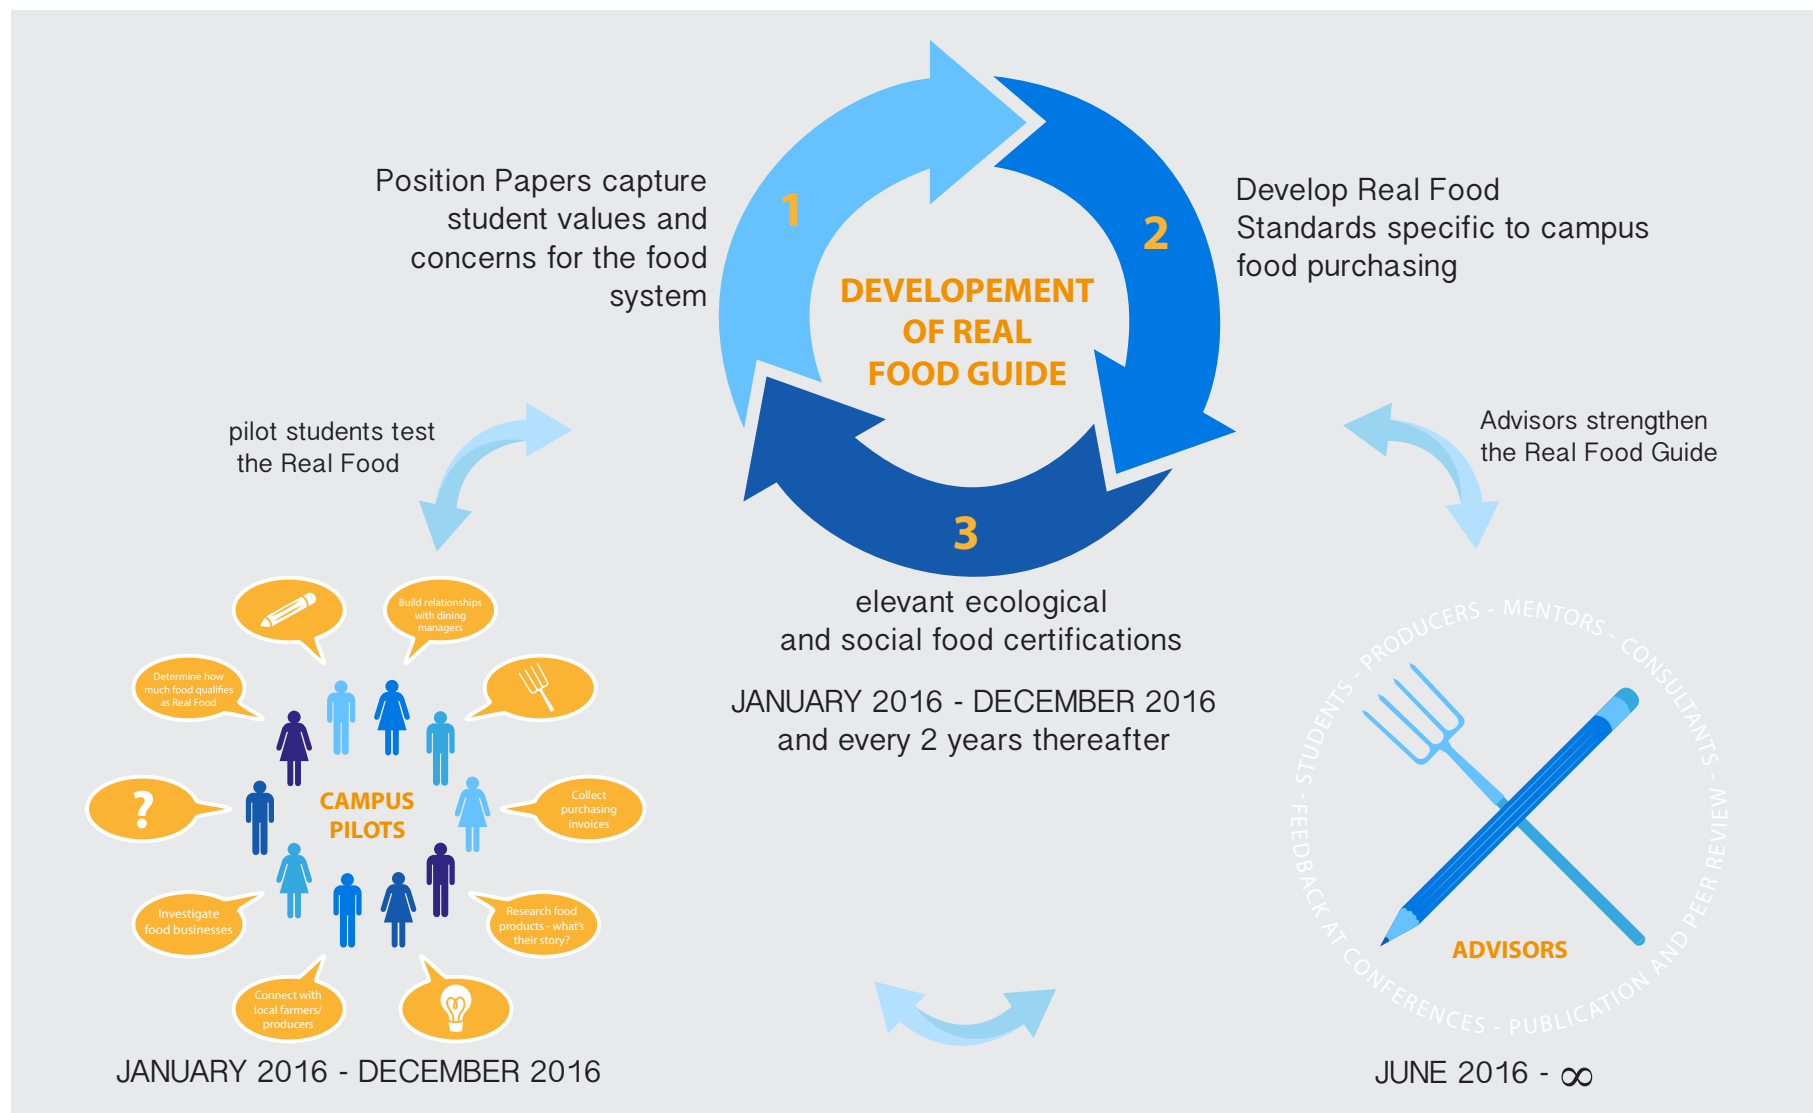 1
Position Papers capture
student values and
concerns for the food
system
2
Develop Real Food
Standards specific to campus
food purchasing
DEVELOPEMENT
OF REAL
FOOD GUIDE
3
elevant ecological
and social food certifications
JANUARY 2016 - DECEMBER 2016
and every 2 years thereafter
pilot students test
the Real Food
Advisors strengthen
the Real Food Guide
Build relationships
with dining
managers
Determine how
much food qualifies
as Real Food
?
CAMPUS
PILOTS
Collect
purchasing
invoices
Investigate
food businesses
Research food
products - what's
their story?
Connect with
local farmers/
producers
JANUARY 2016 - DECEMBER 2016
- STUDENTS - PRODUCERS - MENTORS - CONSULTANTS -
FEEDBACK AT CONFERENCES - PUBLICATION AND PEER REVIEW
ADVISORS
JUNE 2016 - ∞